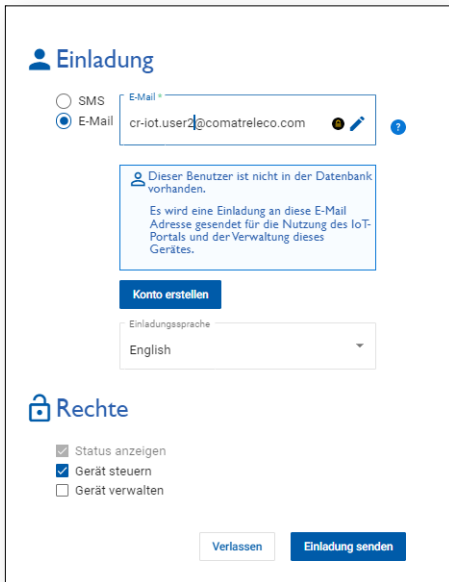 Einladung
SMS
E-Mail *
E-Mail
cr-iot.user2@comatreleco.com
?
Dieser Benutzer ist nicht in der Datenbank
vorhanden.
Es wird eine Einladung an diese E-Mail
Adresse gesendet für die Nutzung des IoT-
Portals und der Verwaltung dieses
Gerätes.
Konto erstellen
Einladungssprache
English
Rechte
Status anzeigen
Gerät steuern
Gerät verwalten
Verlassen
Einladung senden